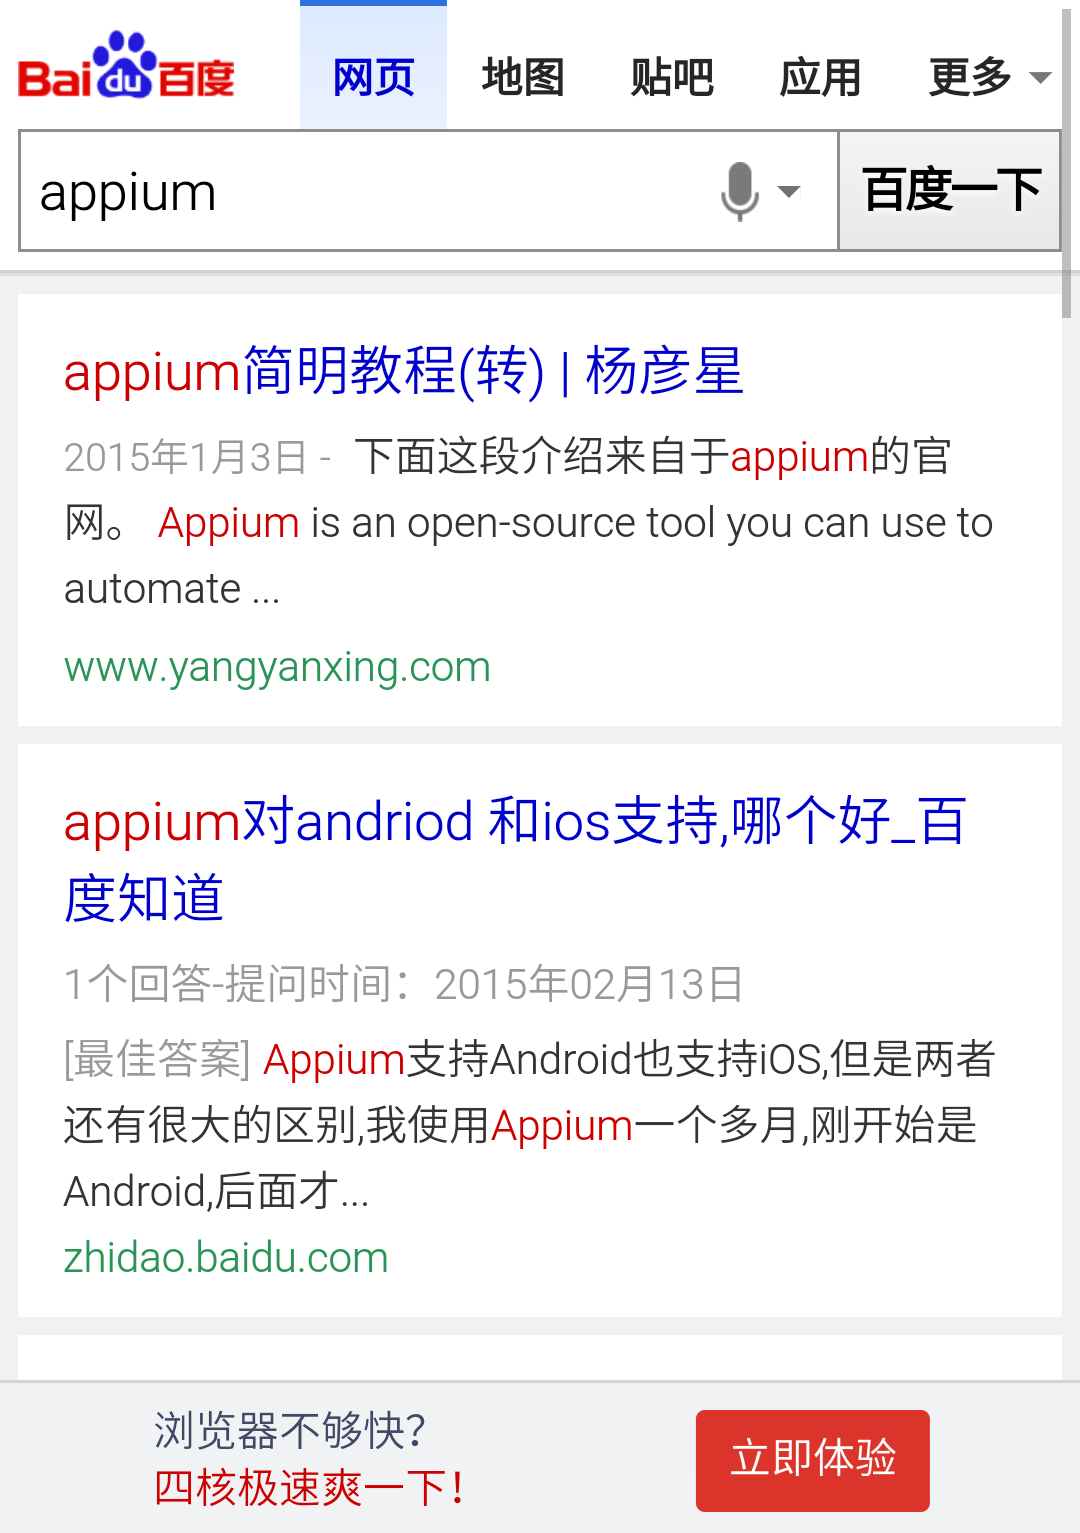 Bai du 百度
网页 地图 贴吧 应用 更多
appium 百度一下
appium简明教程(转) | 杨彦星
2015年1月3日 - 下面这段介绍来自于appium的官
网。 Appium is an open-source tool you can use to
automate ...
www.yangyanxing.com
appium对andriod 和ios支持,哪个好_百
度知道
1个回答-提问时间：2015年02月13日
[最佳答案] Appium支持Android也支持iOS,但是两者
还有很大的区别,我使用Appium一个多月,刚开始是
Android,后面才...
zhidao.baidu.com
浏览器不够快？
四核极速爽一下！
立即体验